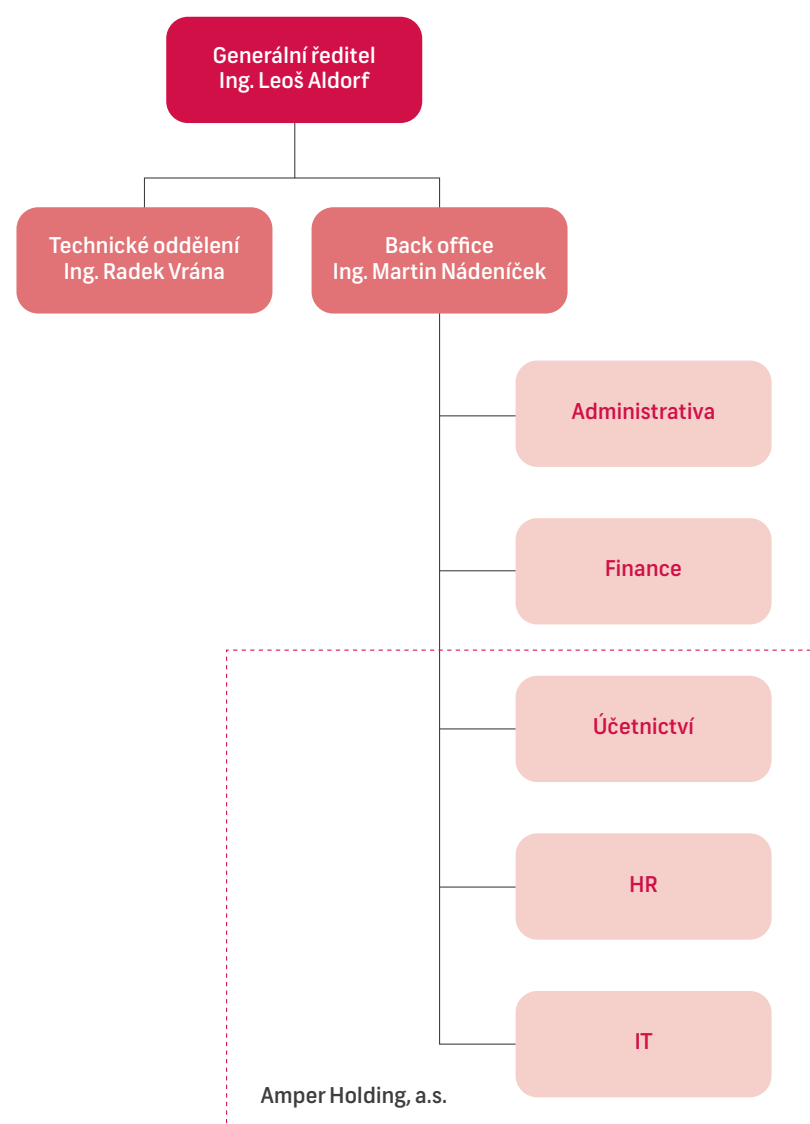 Generální ředitel
Ing. Leoš Aldorf
Technické oddělení
Ing. Radek Vrána
Back office
Ing. Martin Nádeníček
Administrativa
Finance
Účetnictví
HR
IT
Amper Holding, a.s.